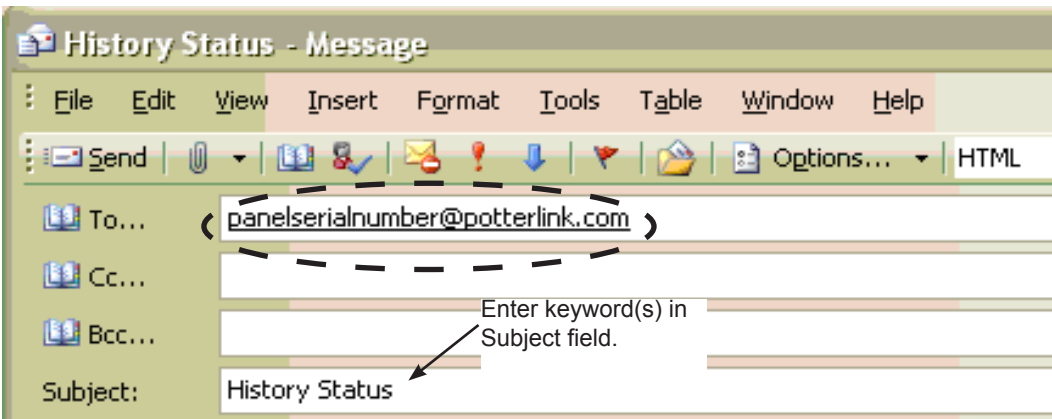 History Status - Message
File Edit View Insert Format Tools Table Window Help
Send Options... HTML
To... panelserialnumber@potterlink.com
Cc...
Enter keyword(s) in
Subject field.
Bcc...
Subject: History Status